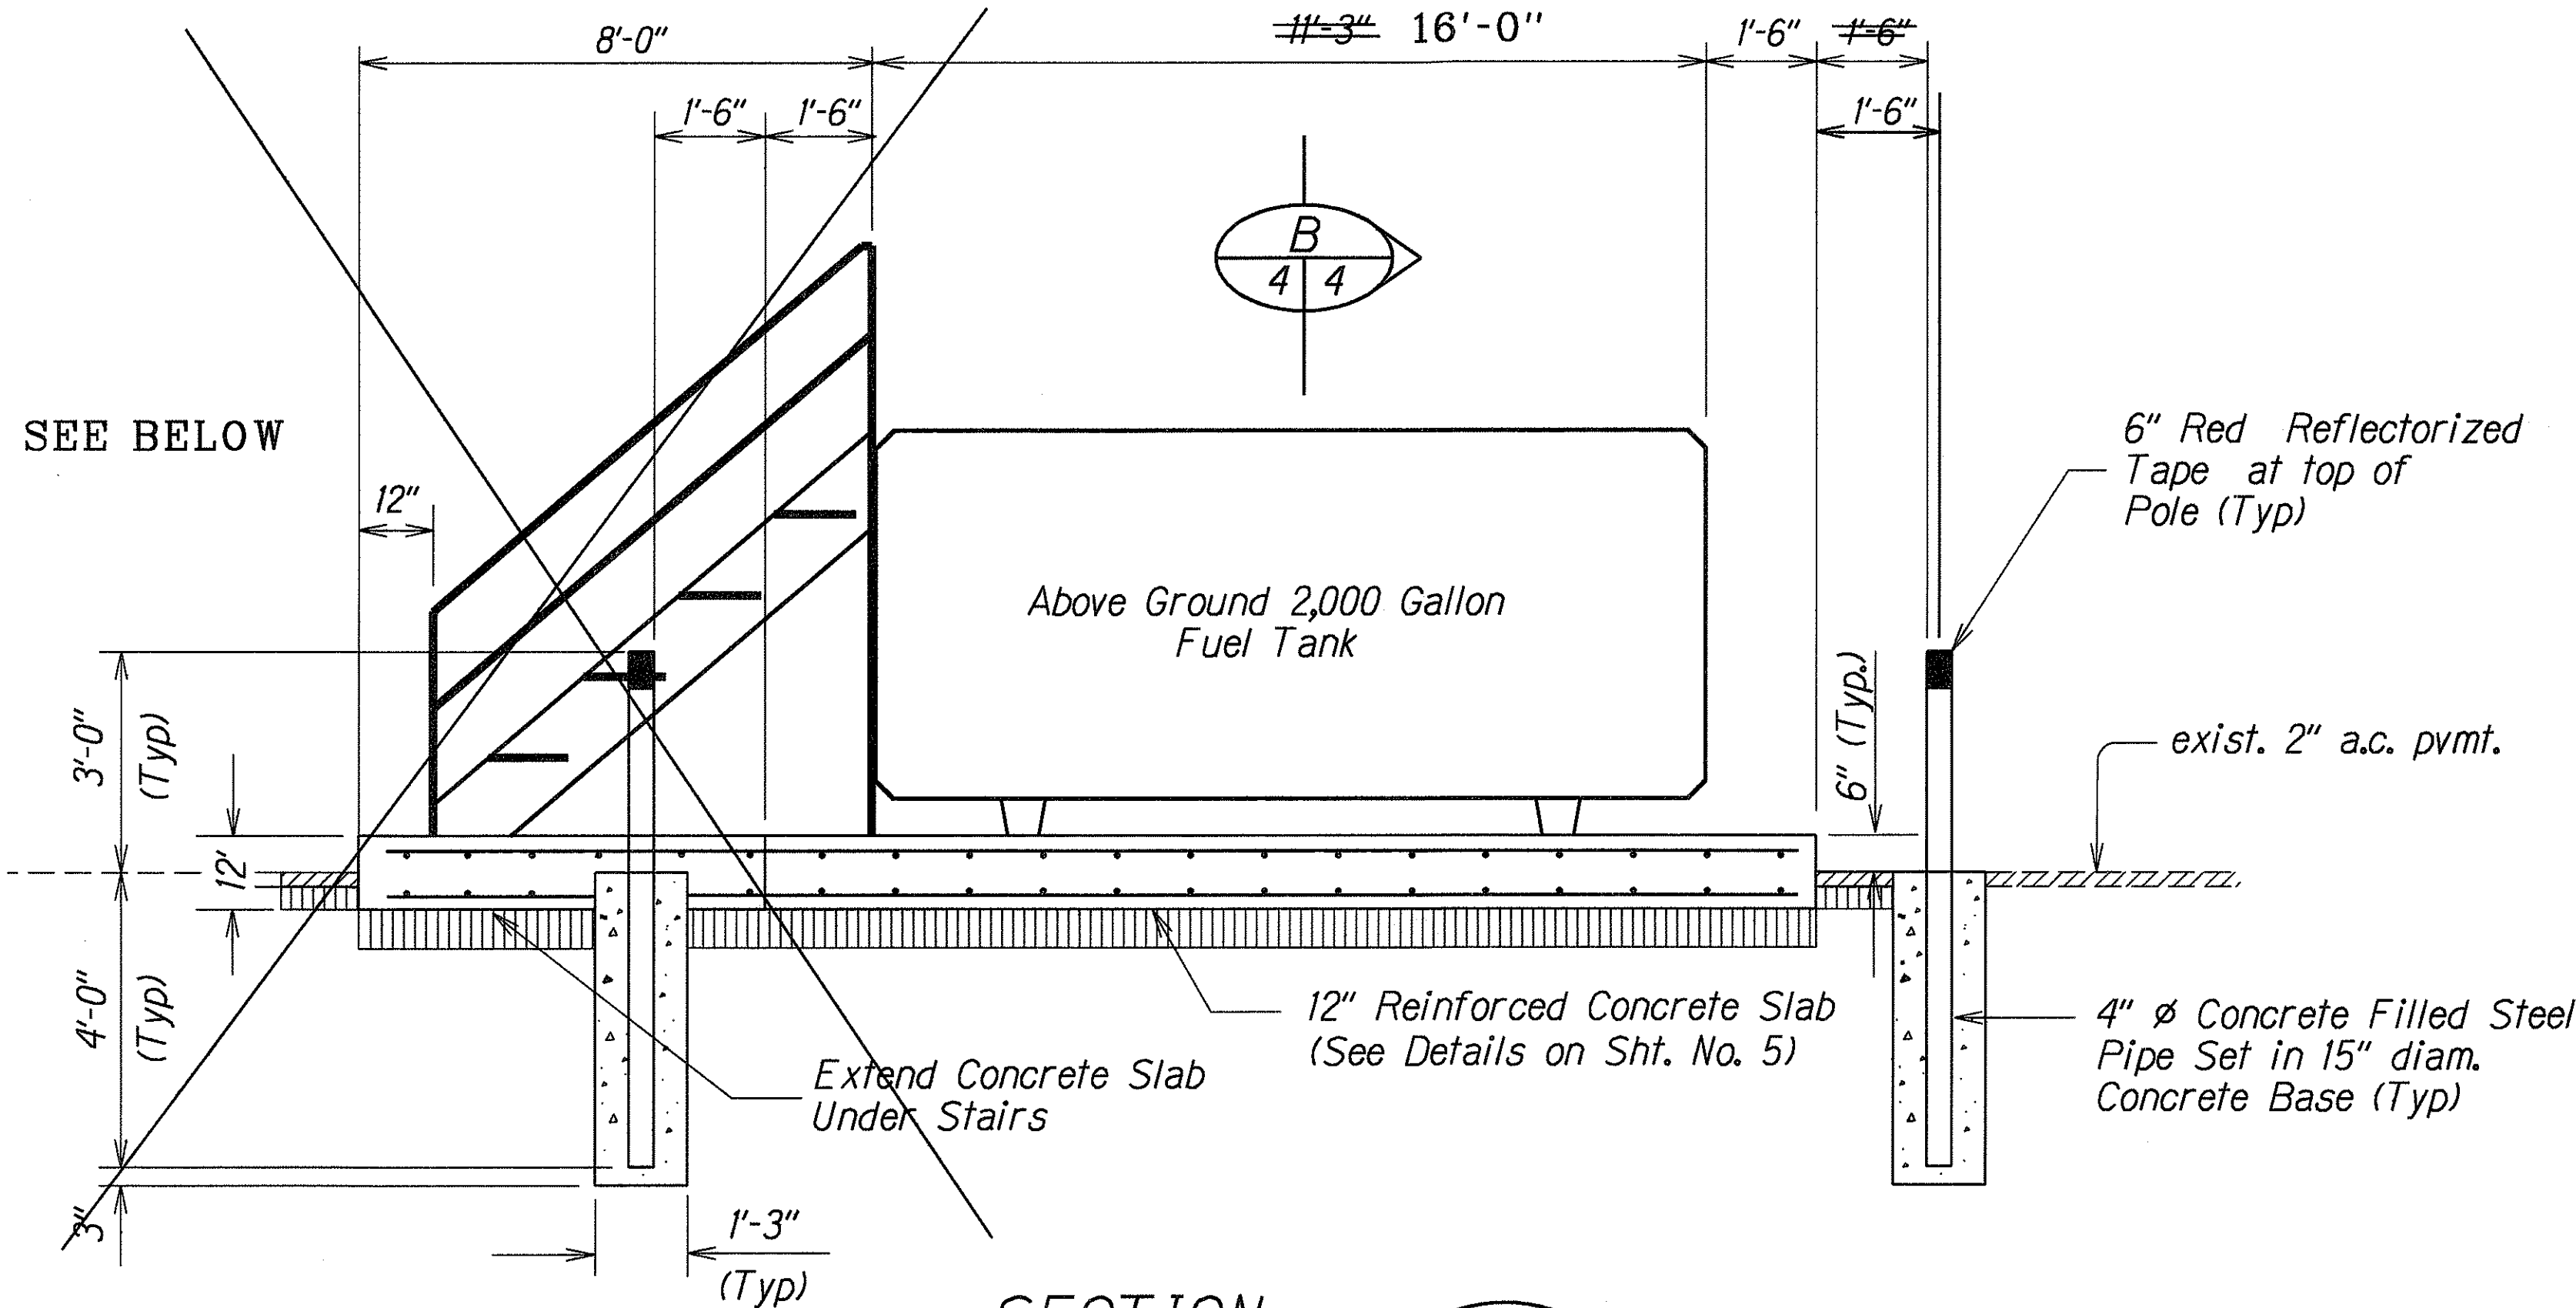 8'-0"
11'-3" 16'-0"
1'-6"
1'-6"
1'-6"
1'-6"
1'-6"
B
4 4
SEE BELOW
12"
6" Red Reflectorized
Tape at top of
Pole (Typ)
Above Ground 2,000 Gallon
Fuel Tank
3'-0"
(Typ)
6" (Typ.)
exist. 2" a.c. pvmt.
12'
4'-0"
(Typ)
12" Reinforced Concrete Slab
(See Details on Sht. No. 5)
4" ø Concrete Filled Steel
Pipe Set in 15" diam.
Concrete Base (Typ)
Extend Concrete Slab
Under Stairs
3"
1'-3"
(Typ)
SECTION